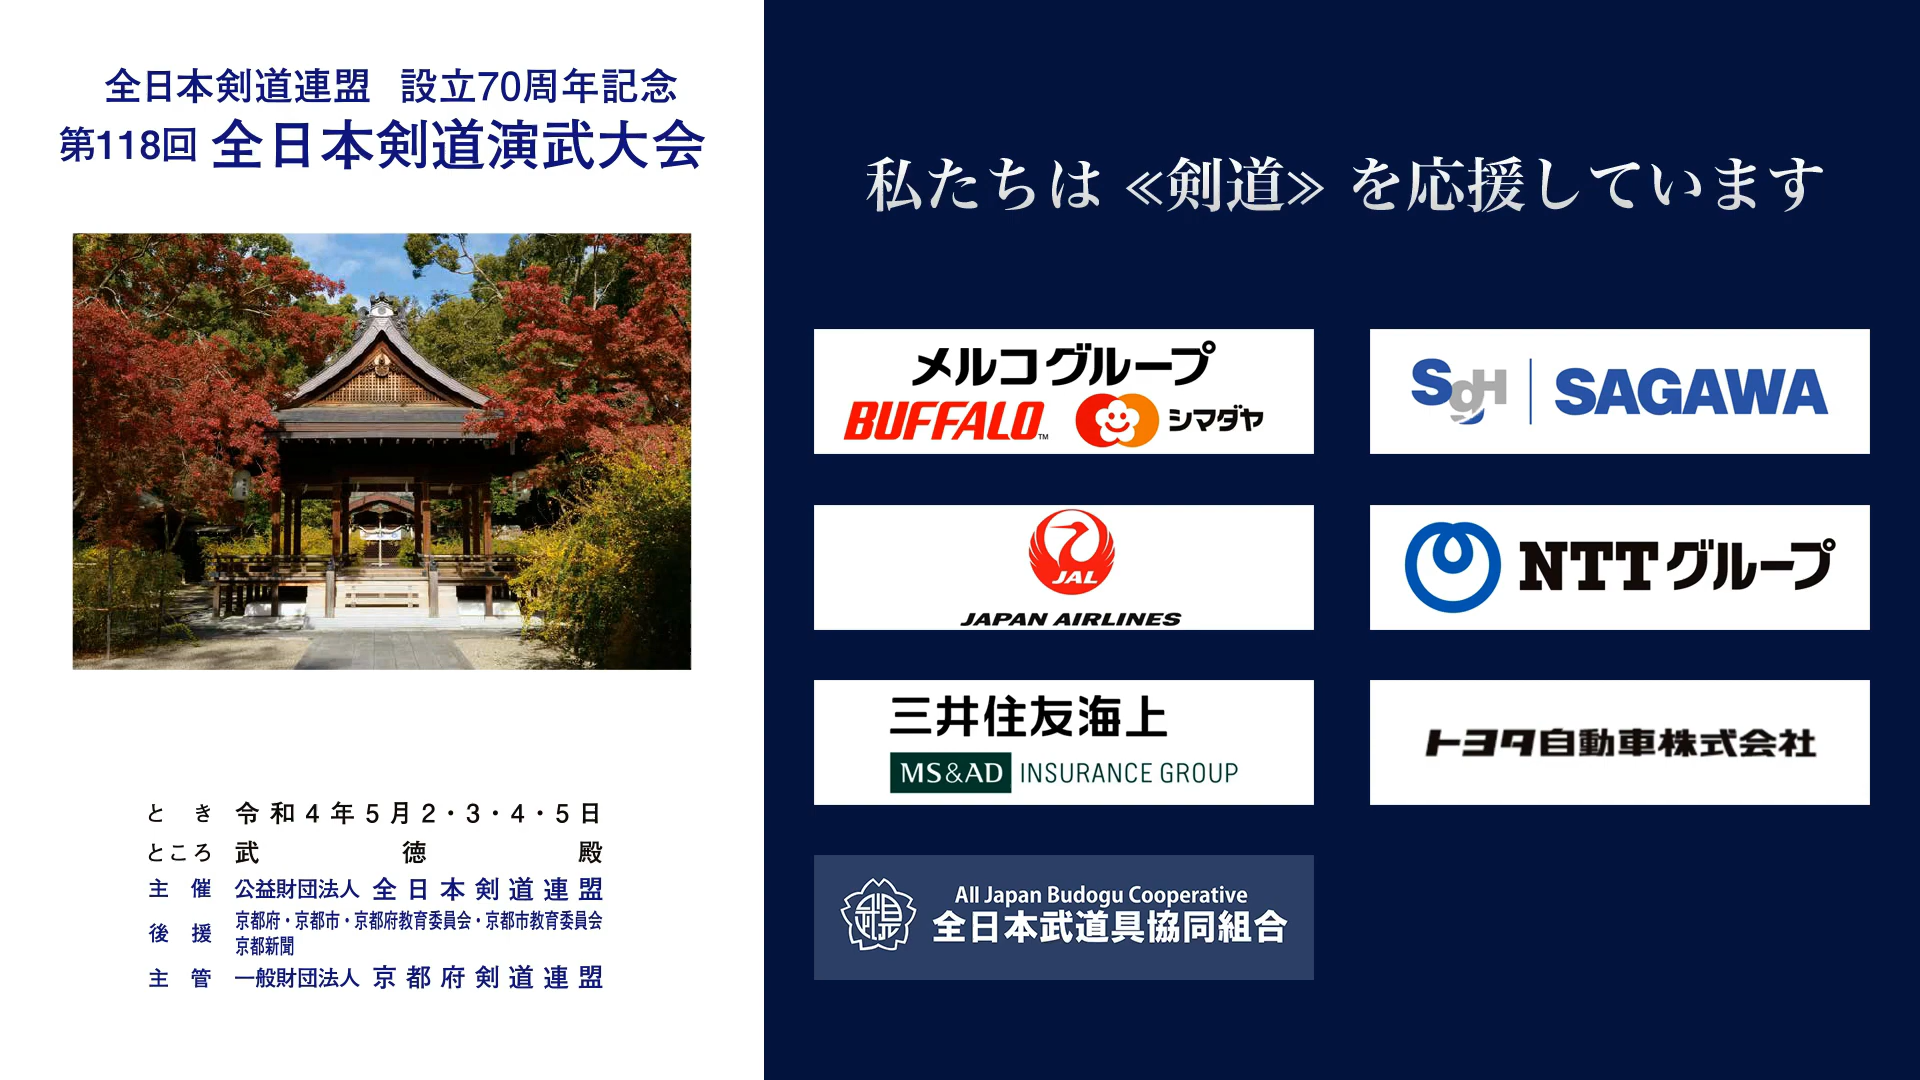 全日本剣道連盟 設立70周年記念
第118回 全日本剣道演武大会
とき 令和4年5月2・3・4・5日
ところ 武徳殿
主催 公益財団法人 全日本剣道連盟
後援 京都府・京都市・京都府教育委員会・京都市教育委員会
京都新聞
主管 一般財団法人 京都府剣道連盟
私たちは ≪剣道≫ を応援しています
メルコグループ
BUFFALO™ シマダヤ
SGH SAGAWA
JAL
JAPAN AIRLINES
NTTグループ
三井住友海上
MS&AD INSURANCE GROUP
トヨタ自動車株式会社
All Japan Budogu Cooperative
全日本武道具協同組合